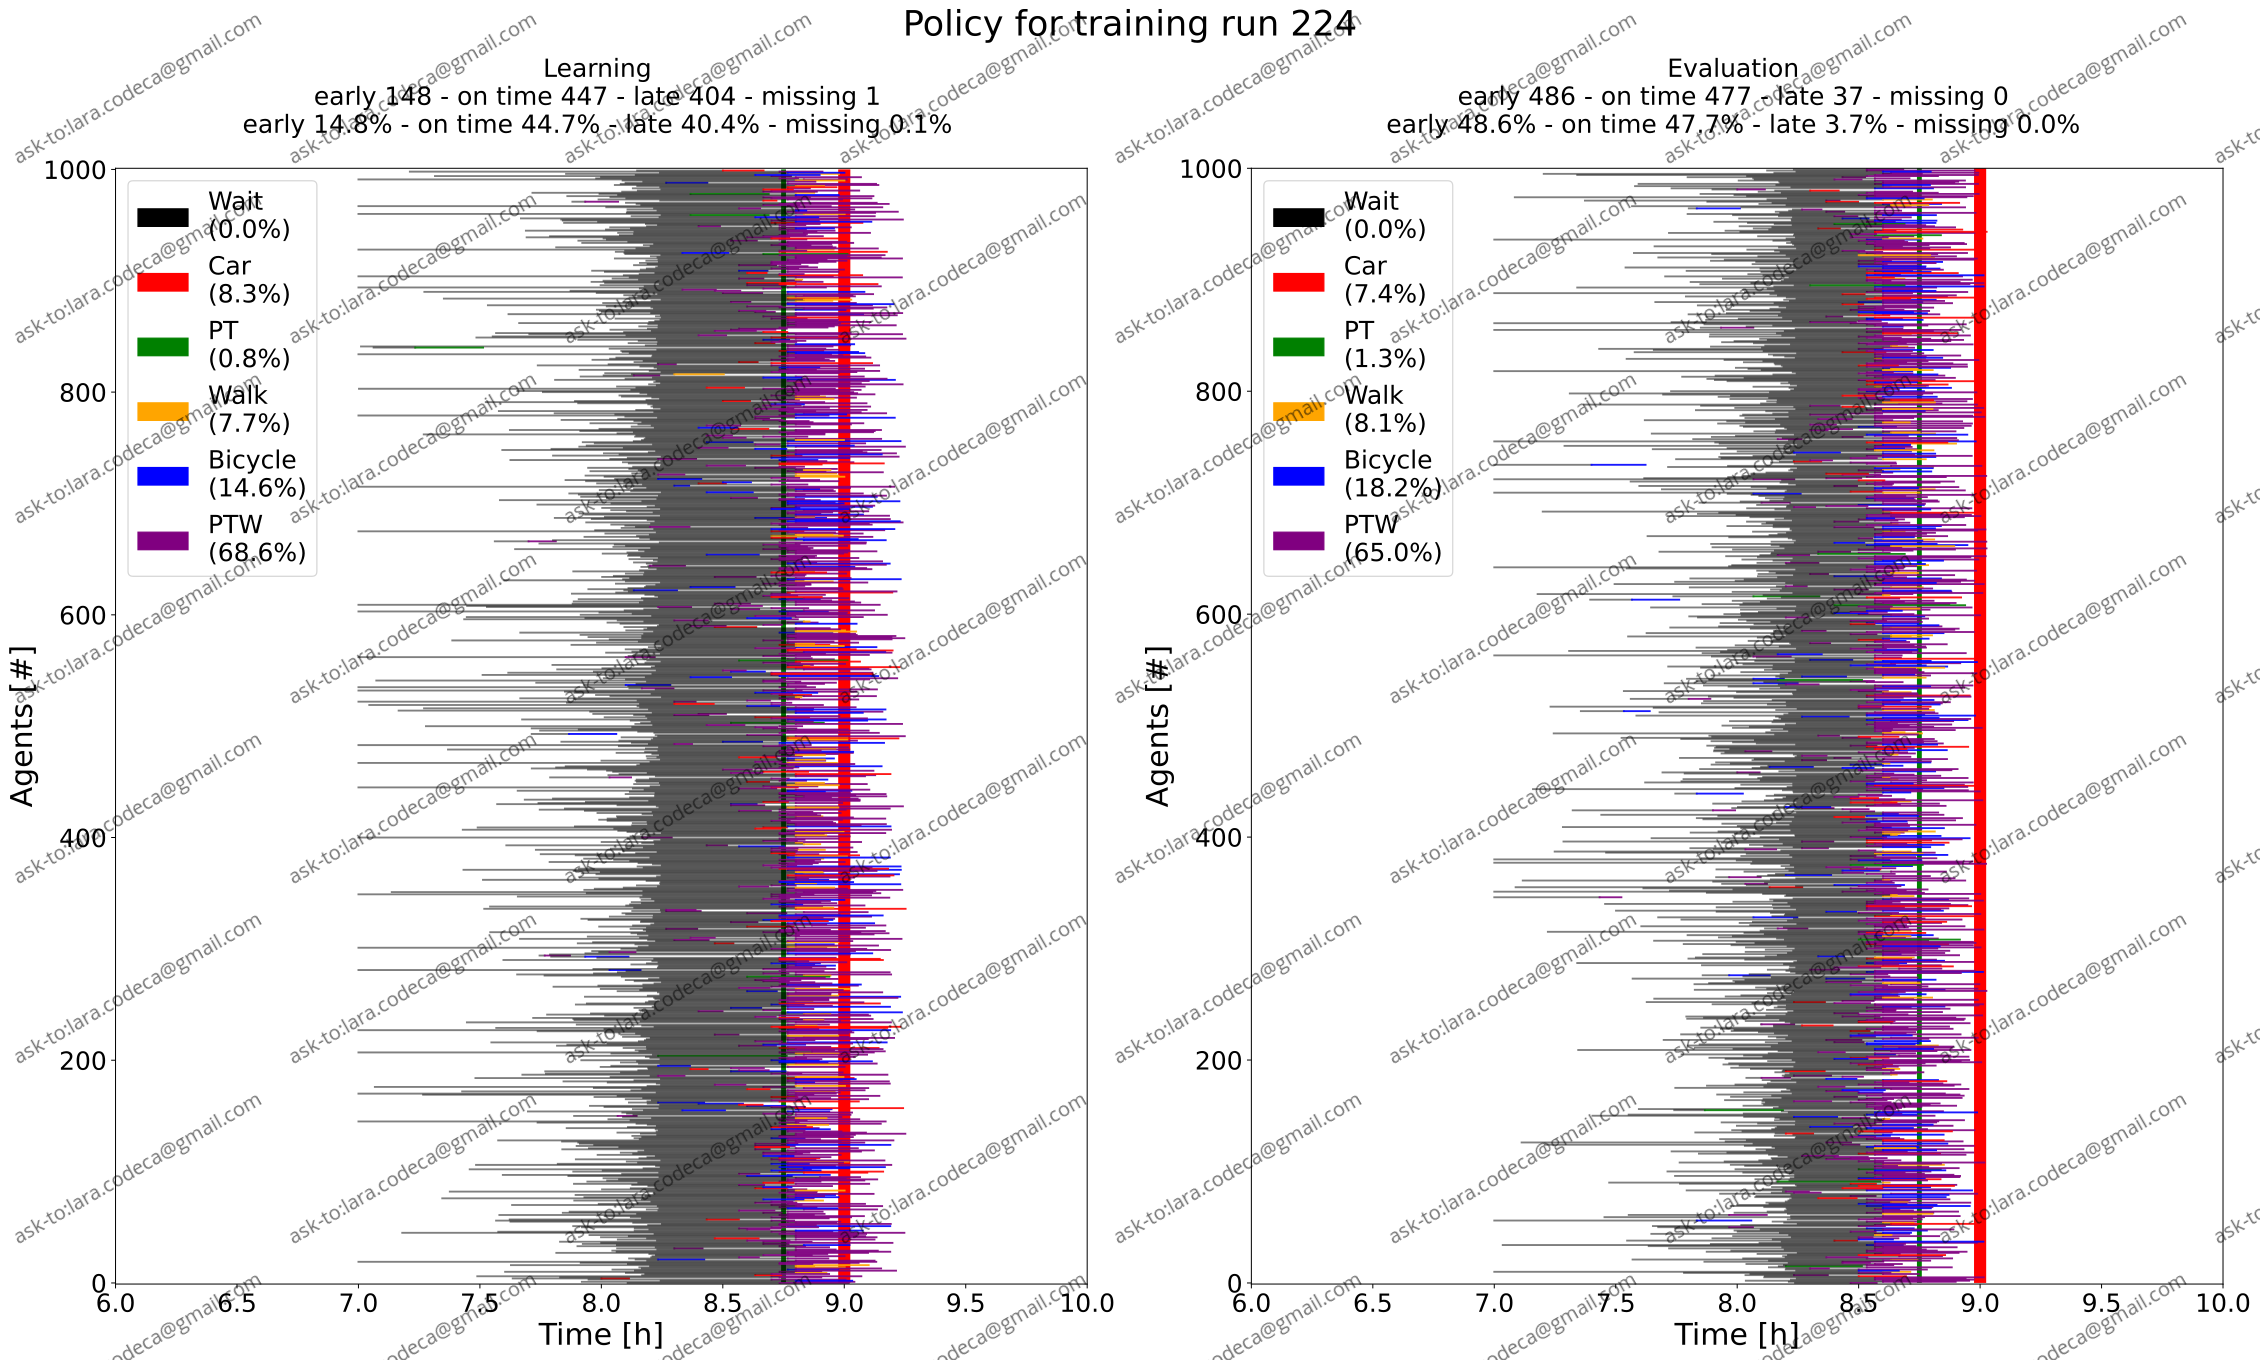 Policy for training run 224
Learning
early 148 - on time 447 - late 404 - missing 1
early 14.8% - on time 44.7% - late 40.4% - missing 0.1%
Evaluation
early 486 - on time 477 - late 37 - missing 0
early 48.6% - on time 47.7% - late 3.7% - missing 0.0%
Agents [#]
1000
800
600
400
200
0
Wait
(0.0%)
Car
(8.3%)
PT
(0.8%)
Walk
(7.7%)
Bicycle
(14.6%)
PTW
(68.6%)
6.0 6.5 7.0 7.5 8.0 8.5 9.0 9.5 10.0
Time [h]
Agents [#]
1000
800
600
400
200
0
Wait
(0.0%)
Car
(7.4%)
PT
(1.3%)
Walk
(8.1%)
Bicycle
(18.2%)
PTW
(65.0%)
6.0 6.5 7.0 7.5 8.0 8.5 9.0 9.5 10.0
Time [h]
ask-to:lara.codeca@gmail.com